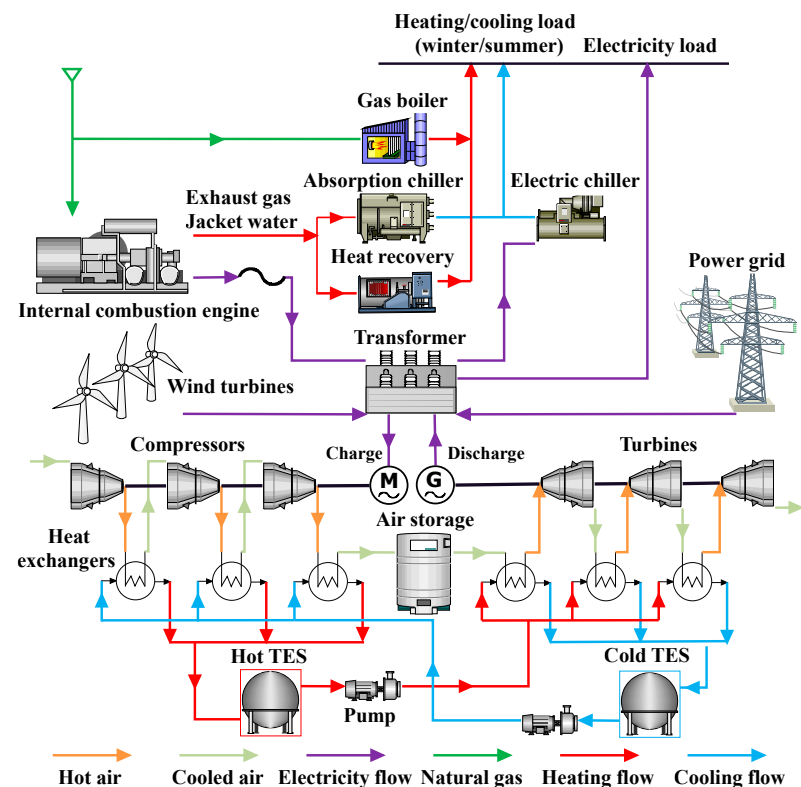 Heating/cooling load
(winter/summer)
Electricity load
Gas boiler
Absorption chiller
Electric chiller
Exhaust gas
Jacket water
Heat recovery
Power grid
Internal combustion engine
Transformer
Wind turbines
Compressors
Charge
Discharge
Turbines
M
G
Air storage
Heat
exchangers
Hot TES
Cold TES
Pump
Hot air
Cooled air
Electricity flow
Natural gas
Heating flow
Cooling flow